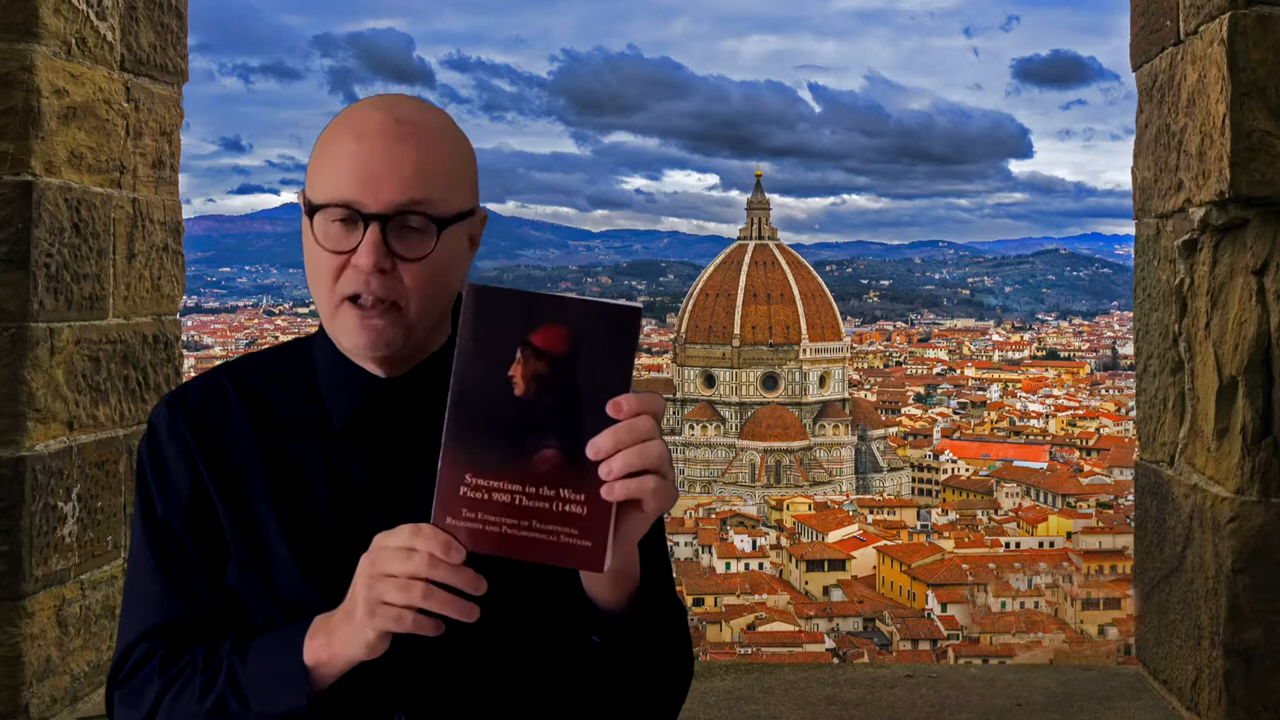 Syncretism in the West
Pico's 900 Theses (1486)
The Evolution of Traditional
Religious and Philosophical Systems